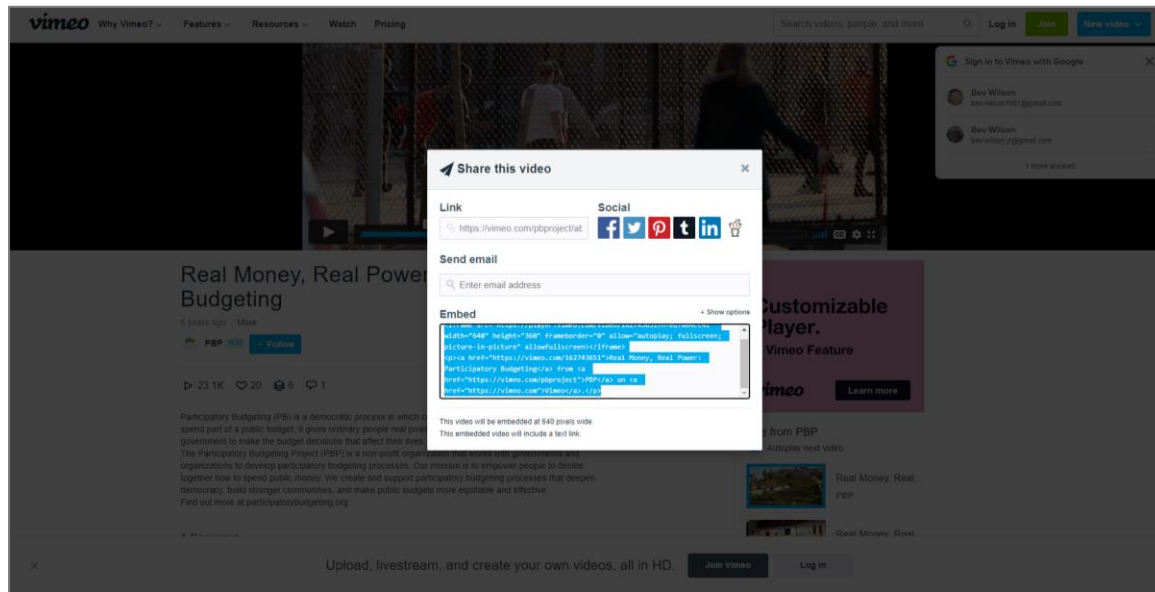 vimeo Why Vimeo? Features Resources Watch Pricing Search videos, people, and more Log in Join New video
Sign in to Vimeo with Google
Bev Wilson
Bev Wilson
1 more account
Share this video
Link Social
https://vimeo.com/pbproject/at
Send email
Enter email address
Embed + Show options
width="640" height="360" frameborder="0" allow="autoplay; fullscreen;
picture-in-picture" allowfullscreen></iframe>
<p><a href="https://vimeo.com/162743651">Real Money, Real Power:
Participatory Budgeting</a> from <a
href="https://vimeo.com/pbproject">PBP</a> on <a
href="https://vimeo.com">Vimeo</a>.</p>
This video will be embedded at 640 pixels wide.
This embedded video will include a text link.
Real Money, Real Power
Budgeting
6 years ago More
PBP + Follow
23.1K 20 6 1
Participatory Budgeting (PB) is a democratic process in which
spend part of a public budget. It gives ordinary people real
government to make the budget decisions that affect their lives.
The Participatory Budgeting Project (PBP) is a non-profit organization that works with governments and
organizations to develop participatory budgeting processes. Our mission is to empower people to decide
together how to spend public money. We create and support participatory budgeting processes that deepen
democracy, build stronger communities, and make public budgets more equitable and effective.
Find out more at participatorybudgeting.org.
Customizable
Player.
Vimeo Feature
vimeo Learn more
from PBP
Autoplay next video
Real Money, Real...
PBP
Real Money, Real
Upload, livestream, and create your own videos, all in HD. Join Vimeo Log in